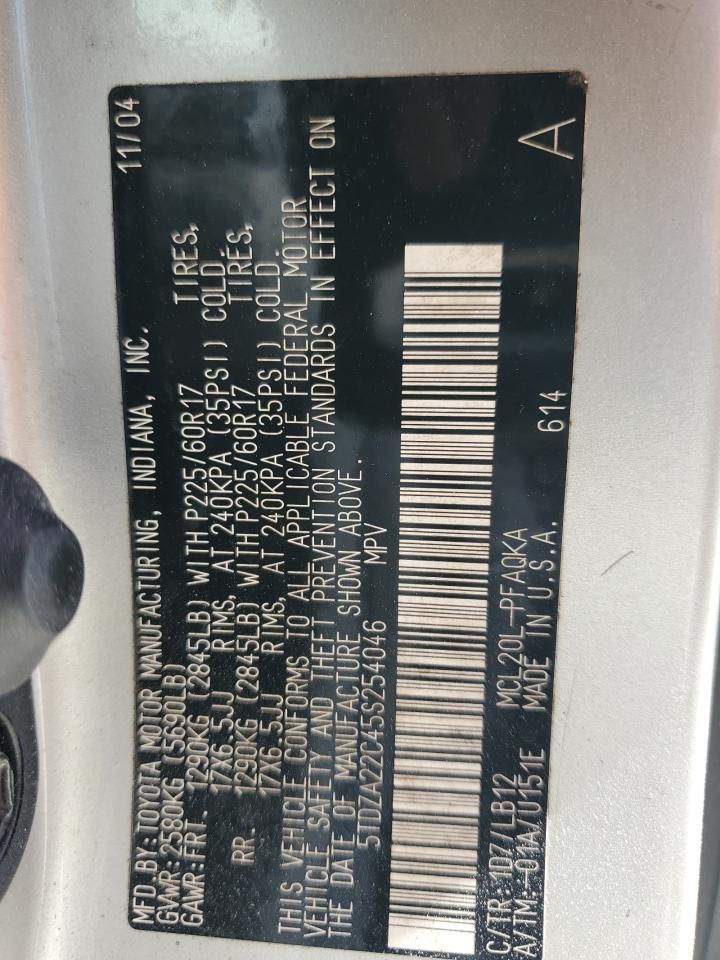 MFD. BY: TOYOTA MOTOR MANUFACTURING, INDIANA, INC. 11/04
GVWR: 2580KG (5690LB)
GAWR: FRT. 1290KG (2845LB) WITH P225/60R17 TIRES,
17X6.5JJ RIMS, AT 240KPA (35PSI) COLD.
RR. 1290KG (2845LB) WITH P225/60R17 TIRES,
17X6.5JJ RIMS, AT 240KPA (35PSI) COLD.
THIS VEHICLE CONFORMS TO ALL APPLICABLE FEDERAL MOTOR
VEHICLE SAFETY AND THEFT PREVENTION STANDARDS IN EFFECT ON
THE DATE OF MANUFACTURE SHOWN ABOVE.
5TDZA22C45S254046 MPV
C/TR: 1D7/LB12 MCL20L-PFAQKA 614 A
A/TM: -01A/U151E MADE IN U.S.A.